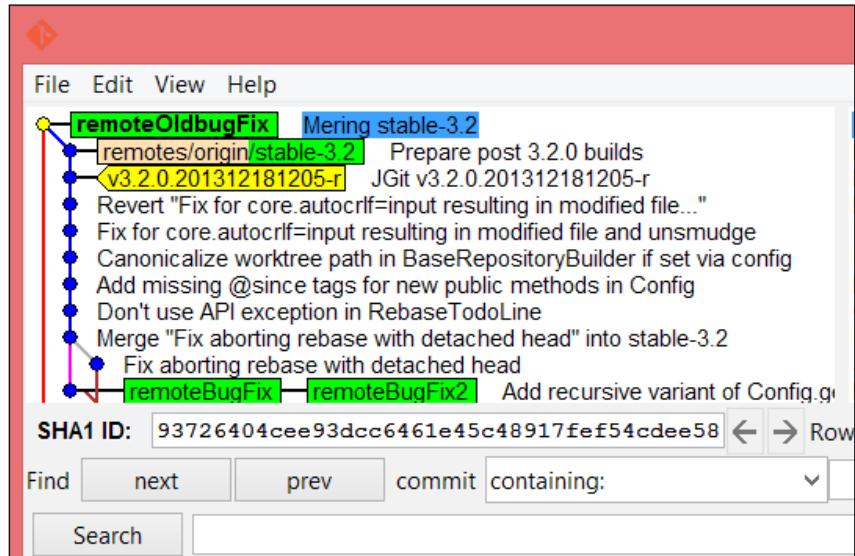 File Edit View Help
remoteOldbugFix Mering stable-3.2
remotes/origin/stable-3.2 Prepare post 3.2.0 builds
v3.2.0.201312181205-r JGit v3.2.0.201312181205-r
Revert "Fix for core.autocrlf=input resulting in modified file..."
Fix for core.autocrlf=input resulting in modified file and unsmudge
Canonicalize worktree path in BaseRepositoryBuilder if set via config
Add missing @since tags for new public methods in Config
Don't use API exception in RebaseTodoLine
Merge "Fix aborting rebase with detached head" into stable-3.2
Fix aborting rebase with detached head
remoteBugFix remoteBugFix2 Add recursive variant of Config.ge
SHA1 ID: 93726404cee93dcc6461e45c48917fef54cdee58 Row
Find next prev commit containing:
Search